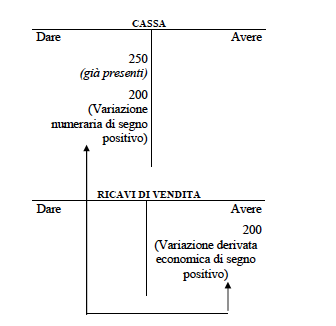 CASSA
Dare Avere
250
(già presenti)
200
(Variazione
numeraria di segno
positivo)
RICAVI DI VENDITA
Dare Avere
200
(Variazione derivata
economica di segno
positivo)